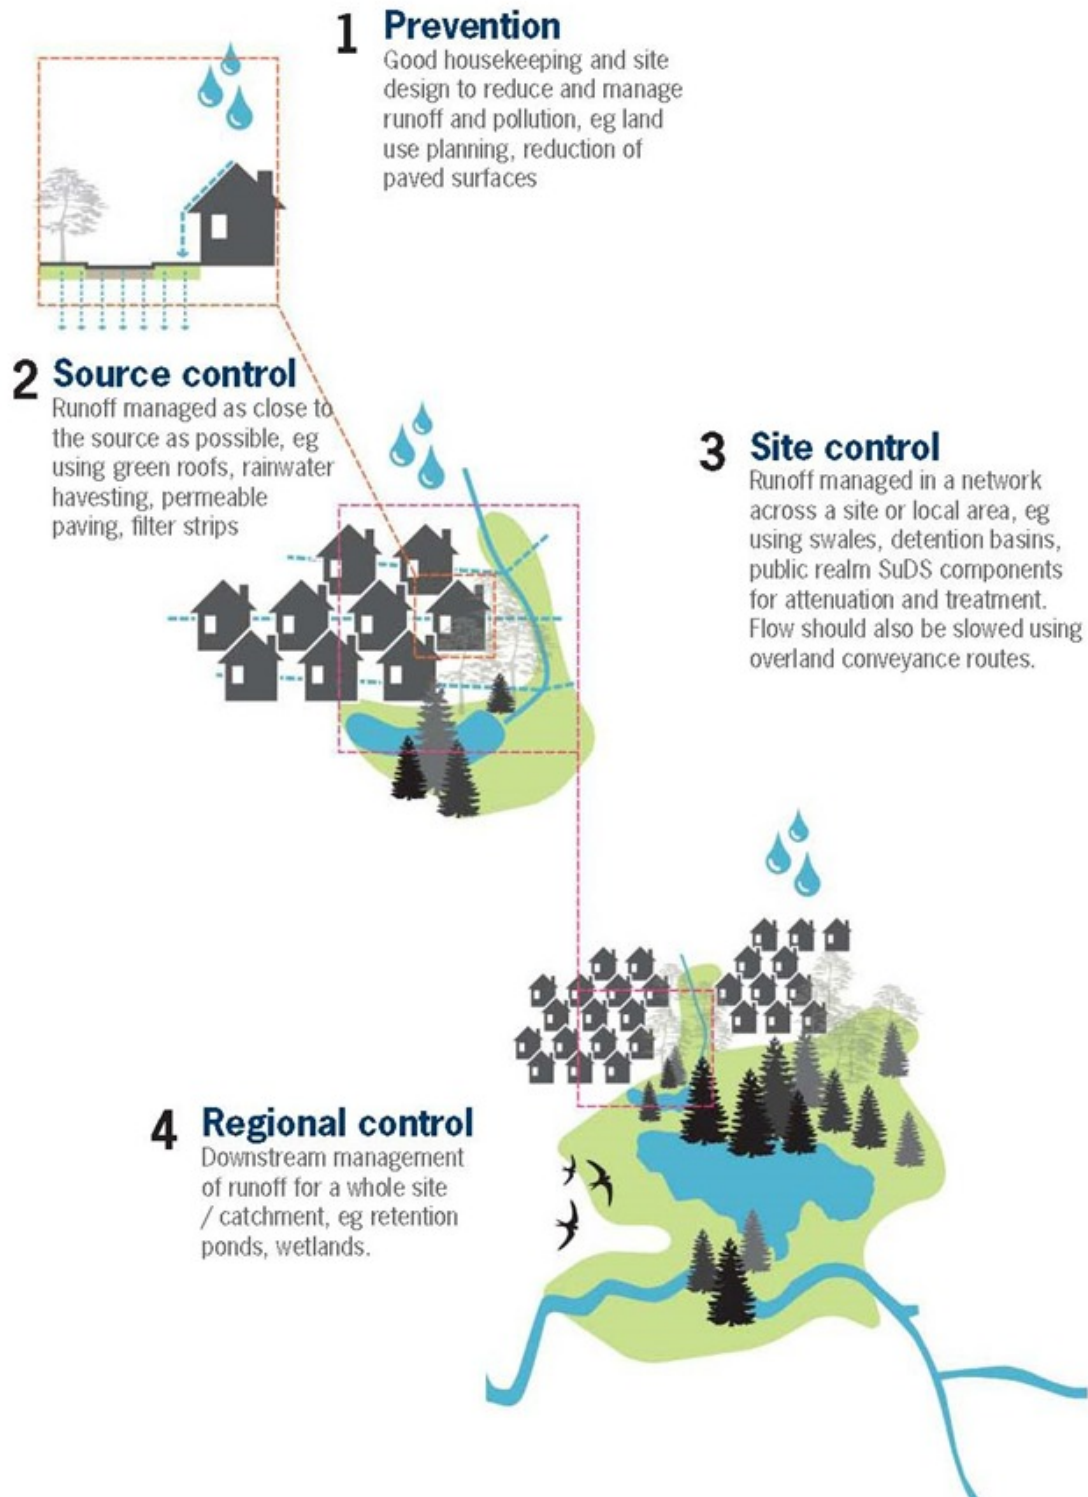 1 Prevention
Good housekeeping and site
design to reduce and manage
runoff and pollution, eg land
use planning, reduction of
paved surfaces
2 Source control
Runoff managed as close to
the source as possible, eg
using green roofs, rainwater
havesting, permeable
paving, filter strips
3 Site control
Runoff managed in a network
across a site or local area, eg
using swales, detention basins,
public realm SuDS components
for attenuation and treatment.
Flow should also be slowed using
overland conveyance routes.
4 Regional control
Downstream management
of runoff for a whole site
/ catchment, eg retention
ponds, wetlands.